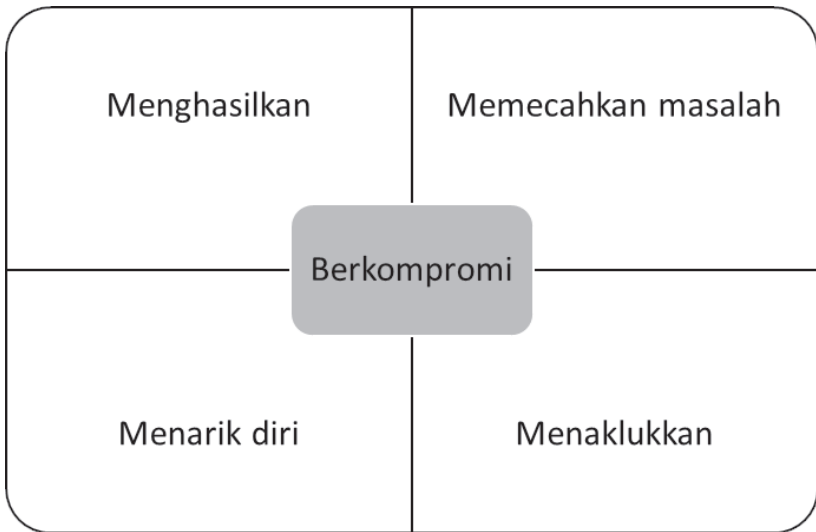 Menghasilkan
Memecahkan masalah
Berkompromi
Menarik diri
Menaklukkan